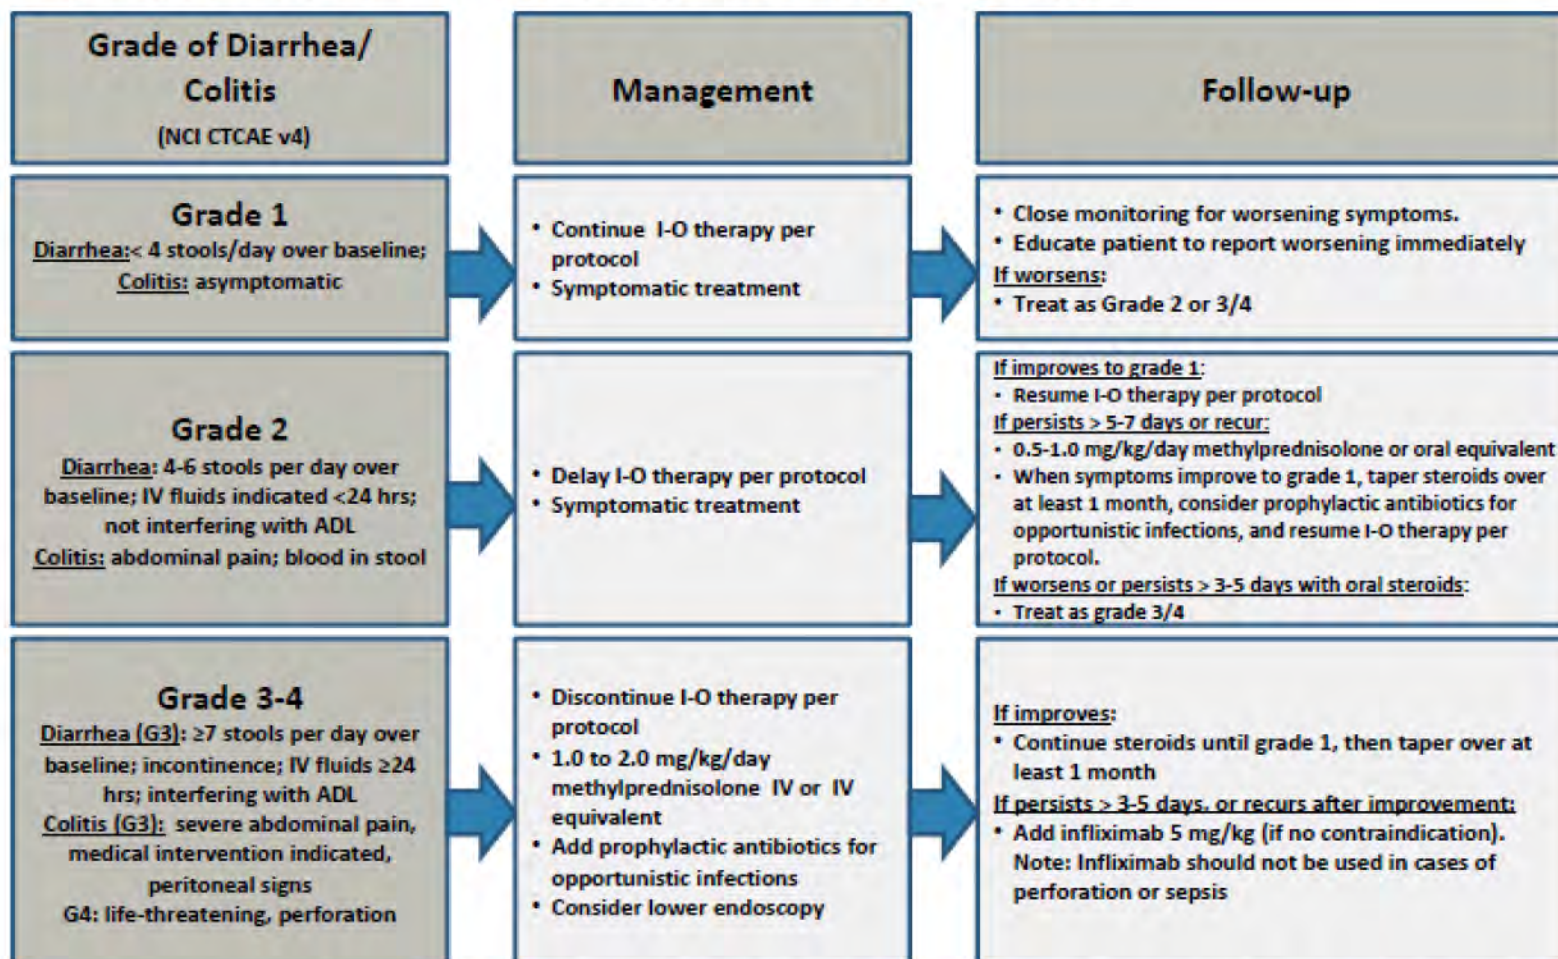 Grade of Diarrhea/
Colitis
(NCI CTCAE v4)
Management
Follow-up
Grade 1
Diarrhea:< 4 stools/day over baseline;
Colitis: asymptomatic
• Continue I-O therapy per
protocol
• Symptomatic treatment
• Close monitoring for worsening symptoms.
• Educate patient to report worsening immediately
If worsens:
• Treat as Grade 2 or 3/4
Grade 2
Diarrhea: 4-6 stools per day over
baseline; IV fluids indicated <24 hrs;
not interfering with ADL
Colitis: abdominal pain; blood in stool
• Delay I-O therapy per protocol
• Symptomatic treatment
If improves to grade 1:
• Resume I-O therapy per protocol
If persists > 5-7 days or recur:
• 0.5-1.0 mg/kg/day methylprednisolone or oral equivalent
• When symptoms improve to grade 1, taper steroids over
at least 1 month, consider prophylactic antibiotics for
opportunistic infections, and resume I-O therapy per
protocol.
If worsens or persists > 3-5 days with oral steroids:
• Treat as grade 3/4
Grade 3-4
Diarrhea (G3): ≥7 stools per day over
baseline; incontinence; IV fluids ≥24
hrs; interfering with ADL
Colitis (G3): severe abdominal pain,
medical intervention indicated,
peritoneal signs
G4: life-threatening, perforation
• Discontinue I-O therapy per
protocol
• 1.0 to 2.0 mg/kg/day
methylprednisolone IV or IV
equivalent
• Add prophylactic antibiotics for
opportunistic infections
• Consider lower endoscopy
If improves:
• Continue steroids until grade 1, then taper over at
least 1 month
If persists > 3-5 days, or recurs after improvement:
• Add infliximab 5 mg/kg (if no contraindication).
Note: Infliximab should not be used in cases of
perforation or sepsis